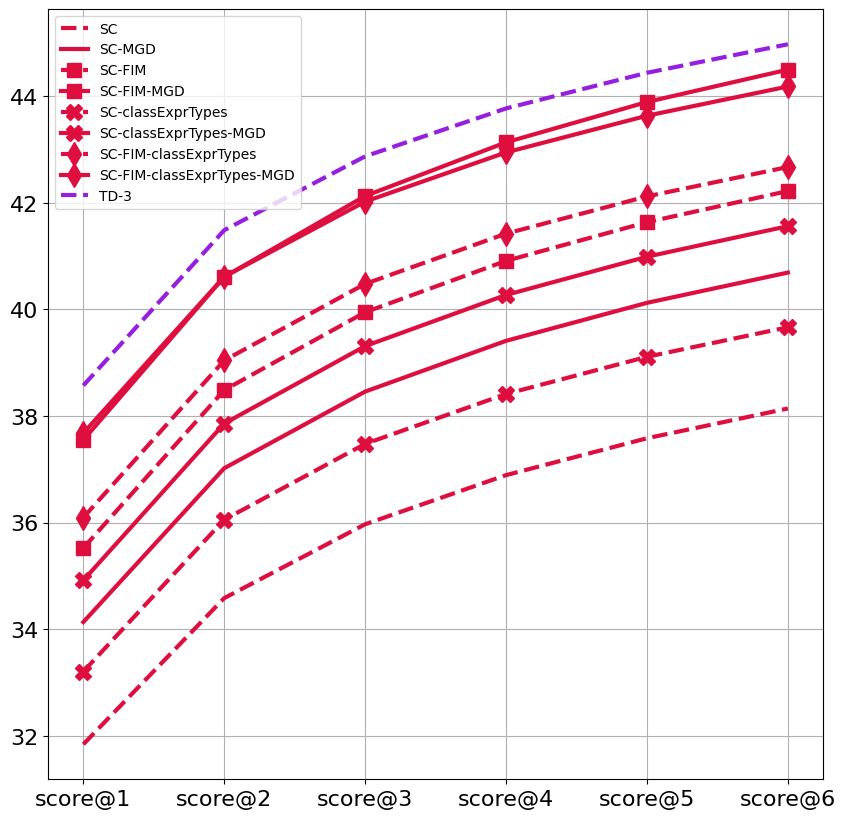 SC
SC-MGD
SC-FIM
SC-FIM-MGD
SC-classExprTypes
SC-classExprTypes-MGD
SC-FIM-classExprTypes
SC-FIM-classExprTypes-MGD
TD-3
44
42
40
38
36
34
32
score@1 score@2 score@3 score@4 score@5 score@6